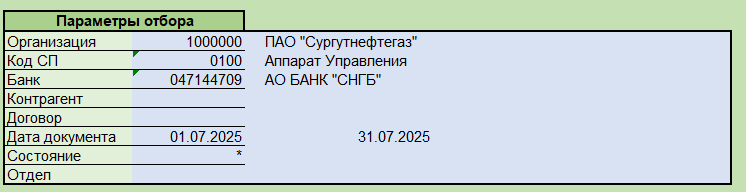 Параметры отбора
Организация 1000000 ПАО "Сургутнефтегаз"
Код СП 0100 Аппарат Управления
Банк 047144709 АО БАНК "СНГБ"
Контрагент
Договор
Дата документа 01.07.2025 31.07.2025
Состояние *
Отдел